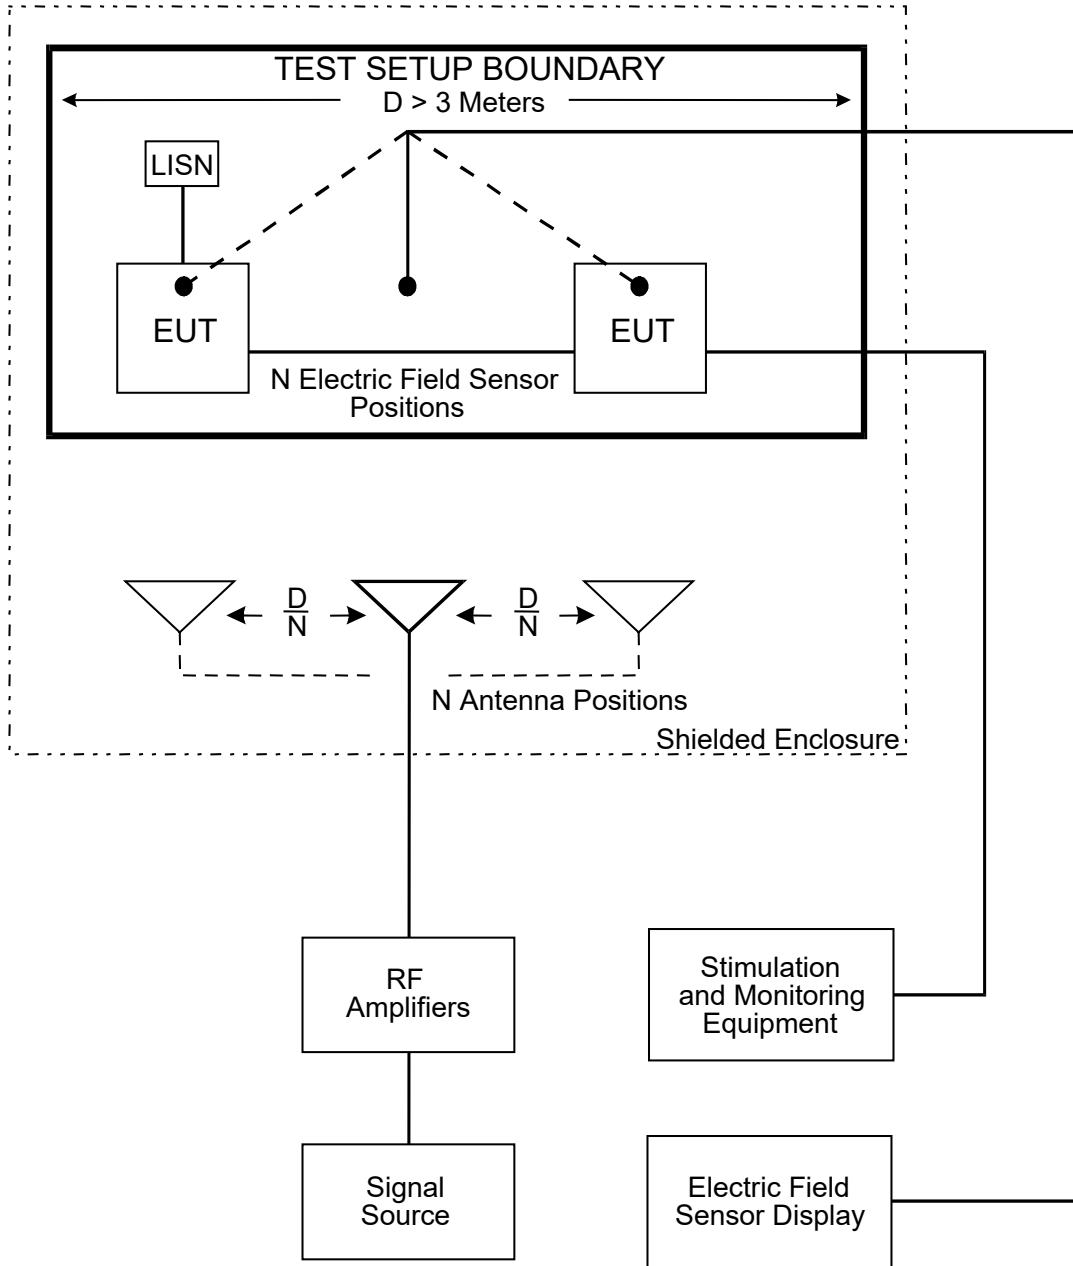 TEST SETUP BOUNDARY
D > 3 Meters
LISN
EUT
EUT
N Electric Field Sensor
Positions
D
N
D
N
N Antenna Positions
Shielded Enclosure
RF
Amplifiers
Stimulation
and Monitoring
Equipment
Signal
Source
Electric Field
Sensor Display